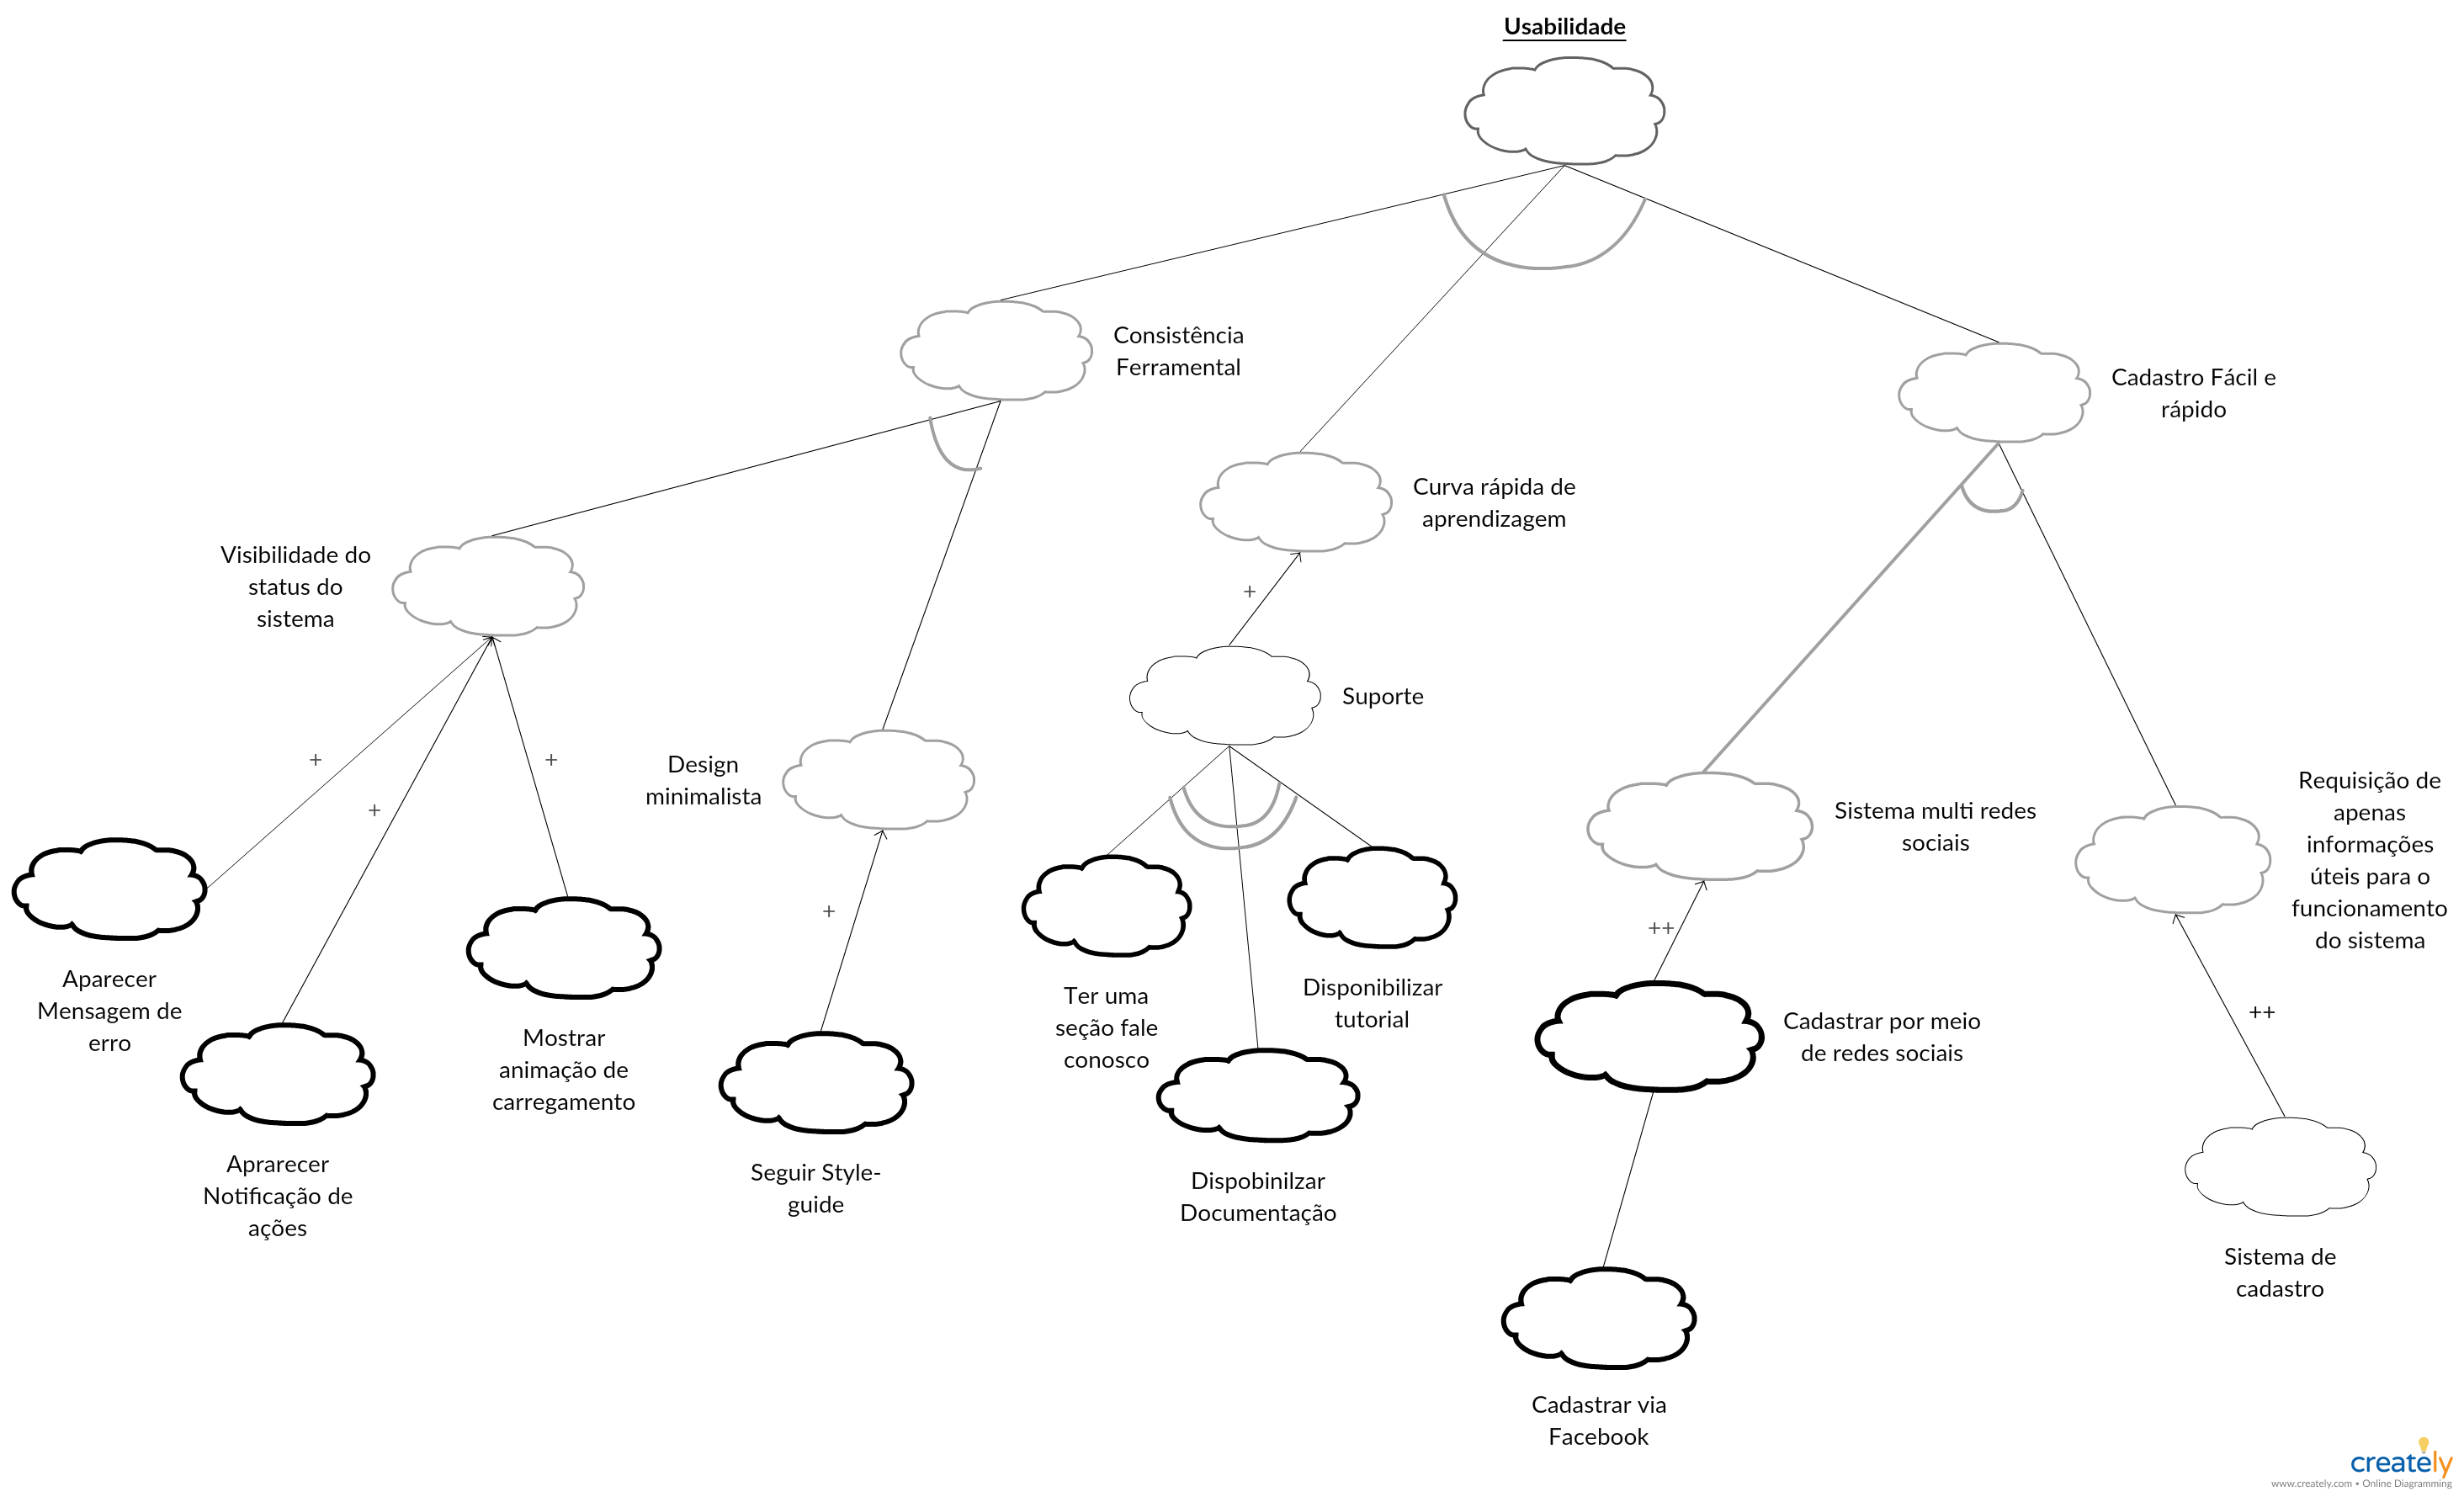 Usabilidade
Consistência
Ferramental
Cadastro Fácil e
rápido
Curva rápida de
aprendizagem
Visibilidade do
status do
sistema
+
Suporte
Design
minimalista
+
+
+
Sistema multi redes
sociais
Requisição de
apenas
informações
úteis para o
funcionamento
do sistema
+
++
Aparecer
Mensagem de
erro
Ter uma
seção fale
conosco
Disponibilizar
tutorial
Cadastrar por meio
de redes sociais
++
Mostrar
animação de
carregamento
Aprarecer
Notificação de
ações
Seguir Style-
guide
Dispobinilzar
Documentação
Sistema de
cadastro
Cadastrar via
Facebook
creately
www.creately.com • Online Diagramming